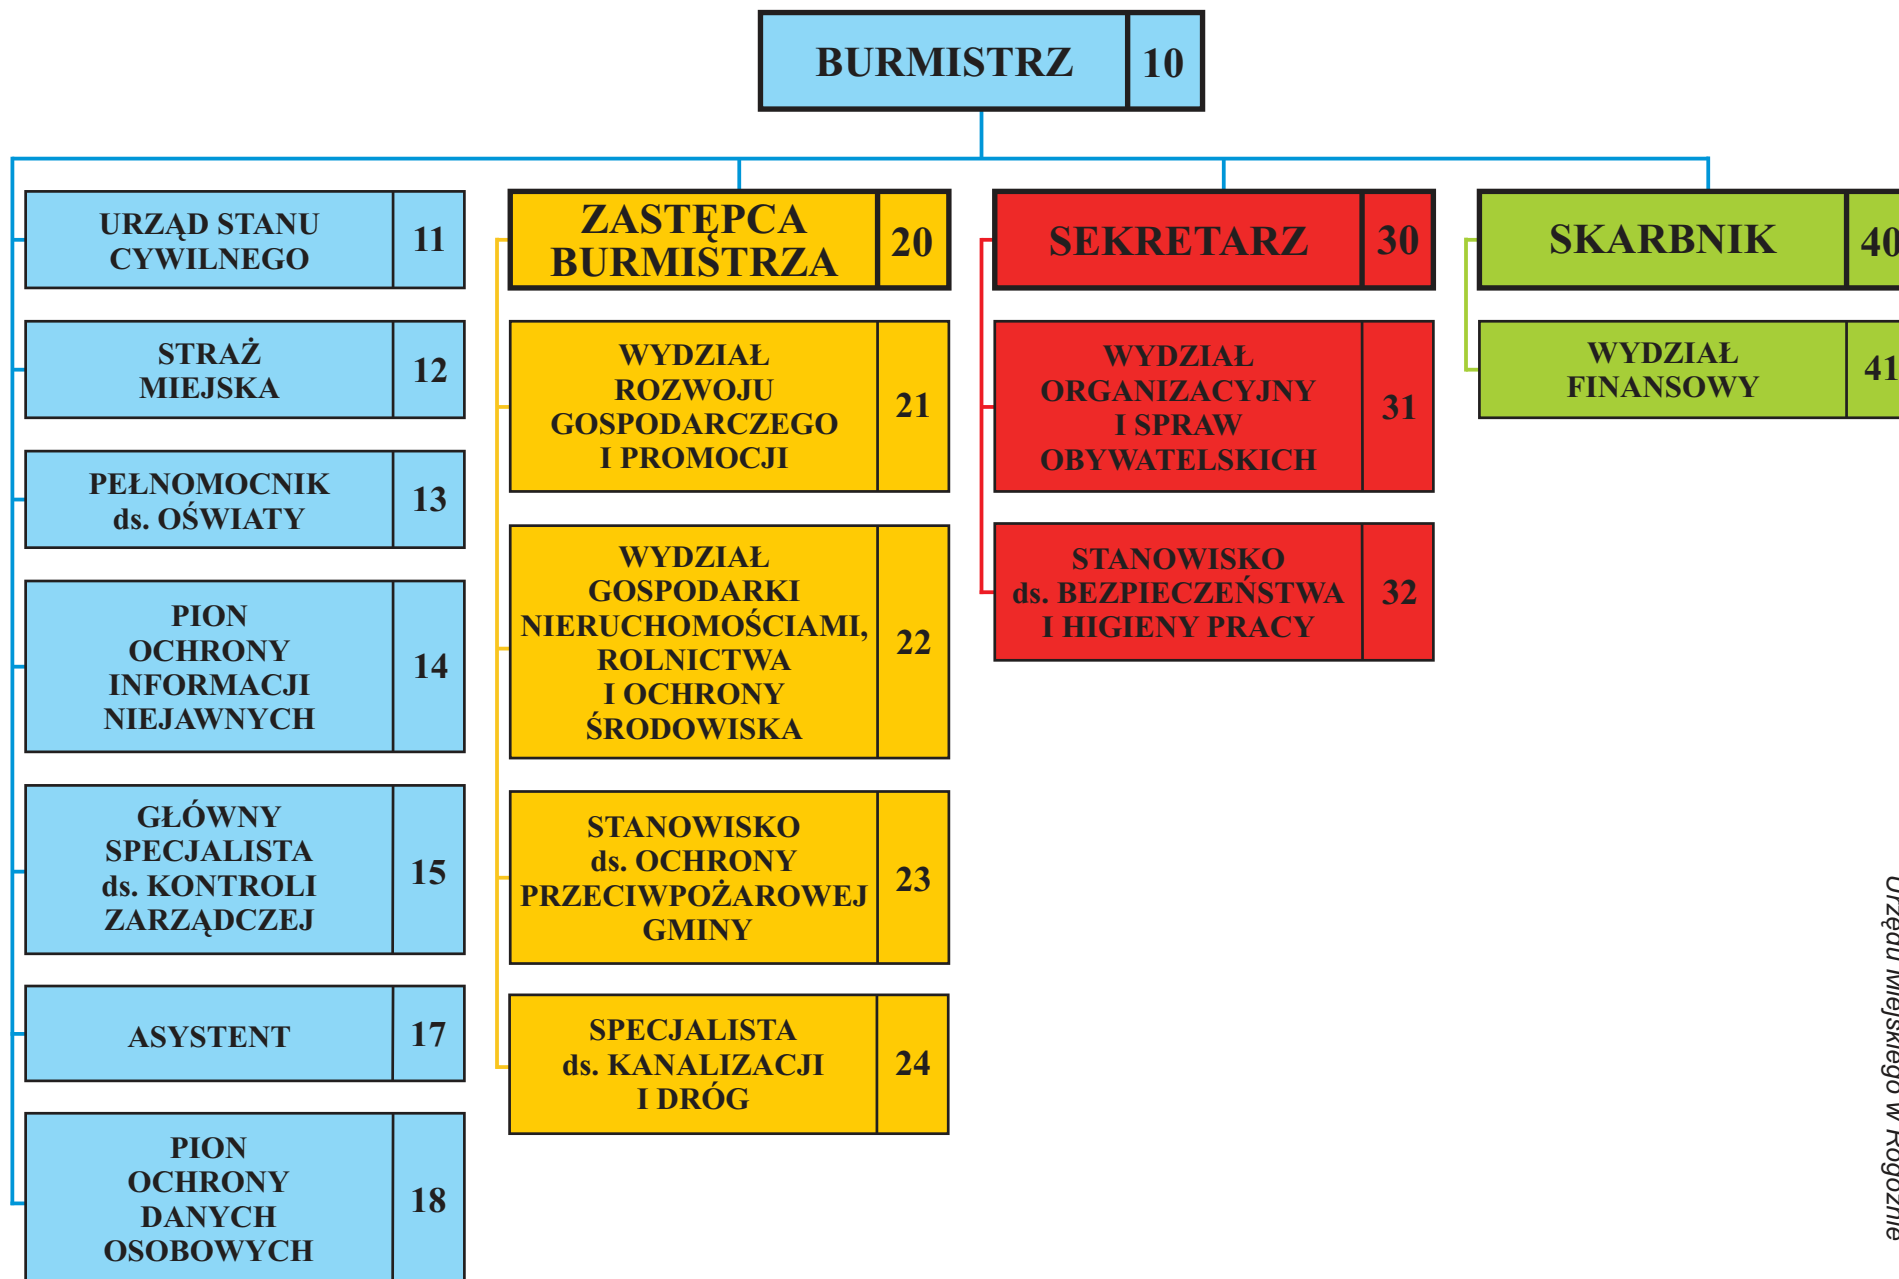 BURMISTRZ 10
URZĄD STANU
CYWILNEGO
11
STRAŻ
MIEJSKA
12
PEŁNOMOCNIK
ds. OŚWIATY
13
PION
OCHRONY
INFORMACJI
NIEJAWNYCH
14
GŁÓWNY
SPECJALISTA
ds. KONTROLI
ZARZĄDCZEJ
15
ASYSTENT 17
PION
OCHRONY
DANYCH
OSOBOWYCH
18
ZASTĘPCA
BURMISTRZA
20
WYDZIAŁ
ROZWOJU
GOSPODARCZEGO
I PROMOCJI
21
WYDZIAŁ
GOSPODARKI
NIERUCHOMOŚCIAMI,
ROLNICTWA
I OCHRONY
ŚRODOWISKA
22
STANOWISKO
ds. OCHRONY
PRZECIWPOŻAROWEJ
GMINY
23
SPECJALISTA
ds. KANALIZACJI
I DRÓG
24
SEKRETARZ 30
WYDZIAŁ
ORGANIZACYJNY
I SPRAW
OBYWATELSKICH
31
STANOWISKO
ds. BEZPIECZEŃSTWA
I HIGIENY PRACY
32
SKARBNIK 40
WYDZIAŁ
FINANSOWY
41
Urzędu Miejskiego w Rogoźnie